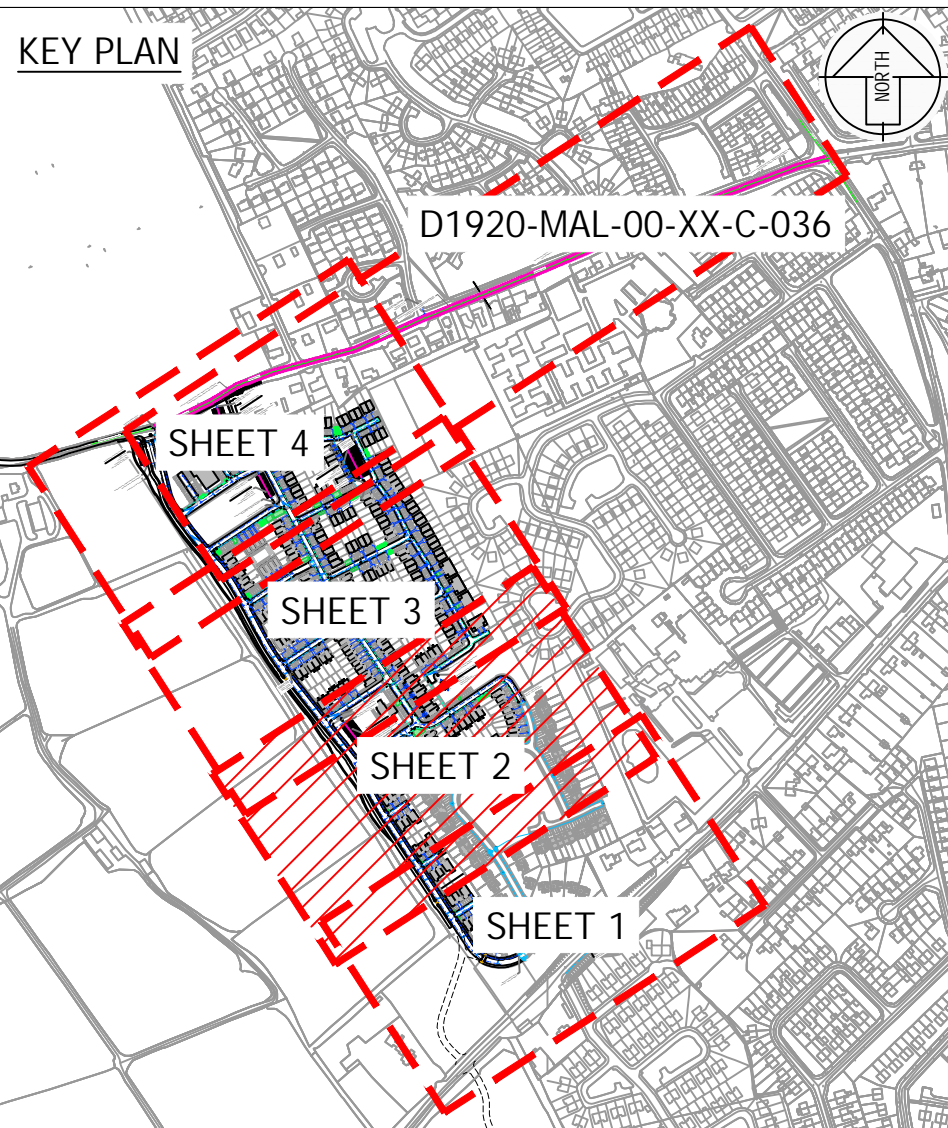 KEY PLAN
NORTH
D1920-MAL-00-XX-C-036
SHEET 4
SHEET 3
SHEET 2
SHEET 1